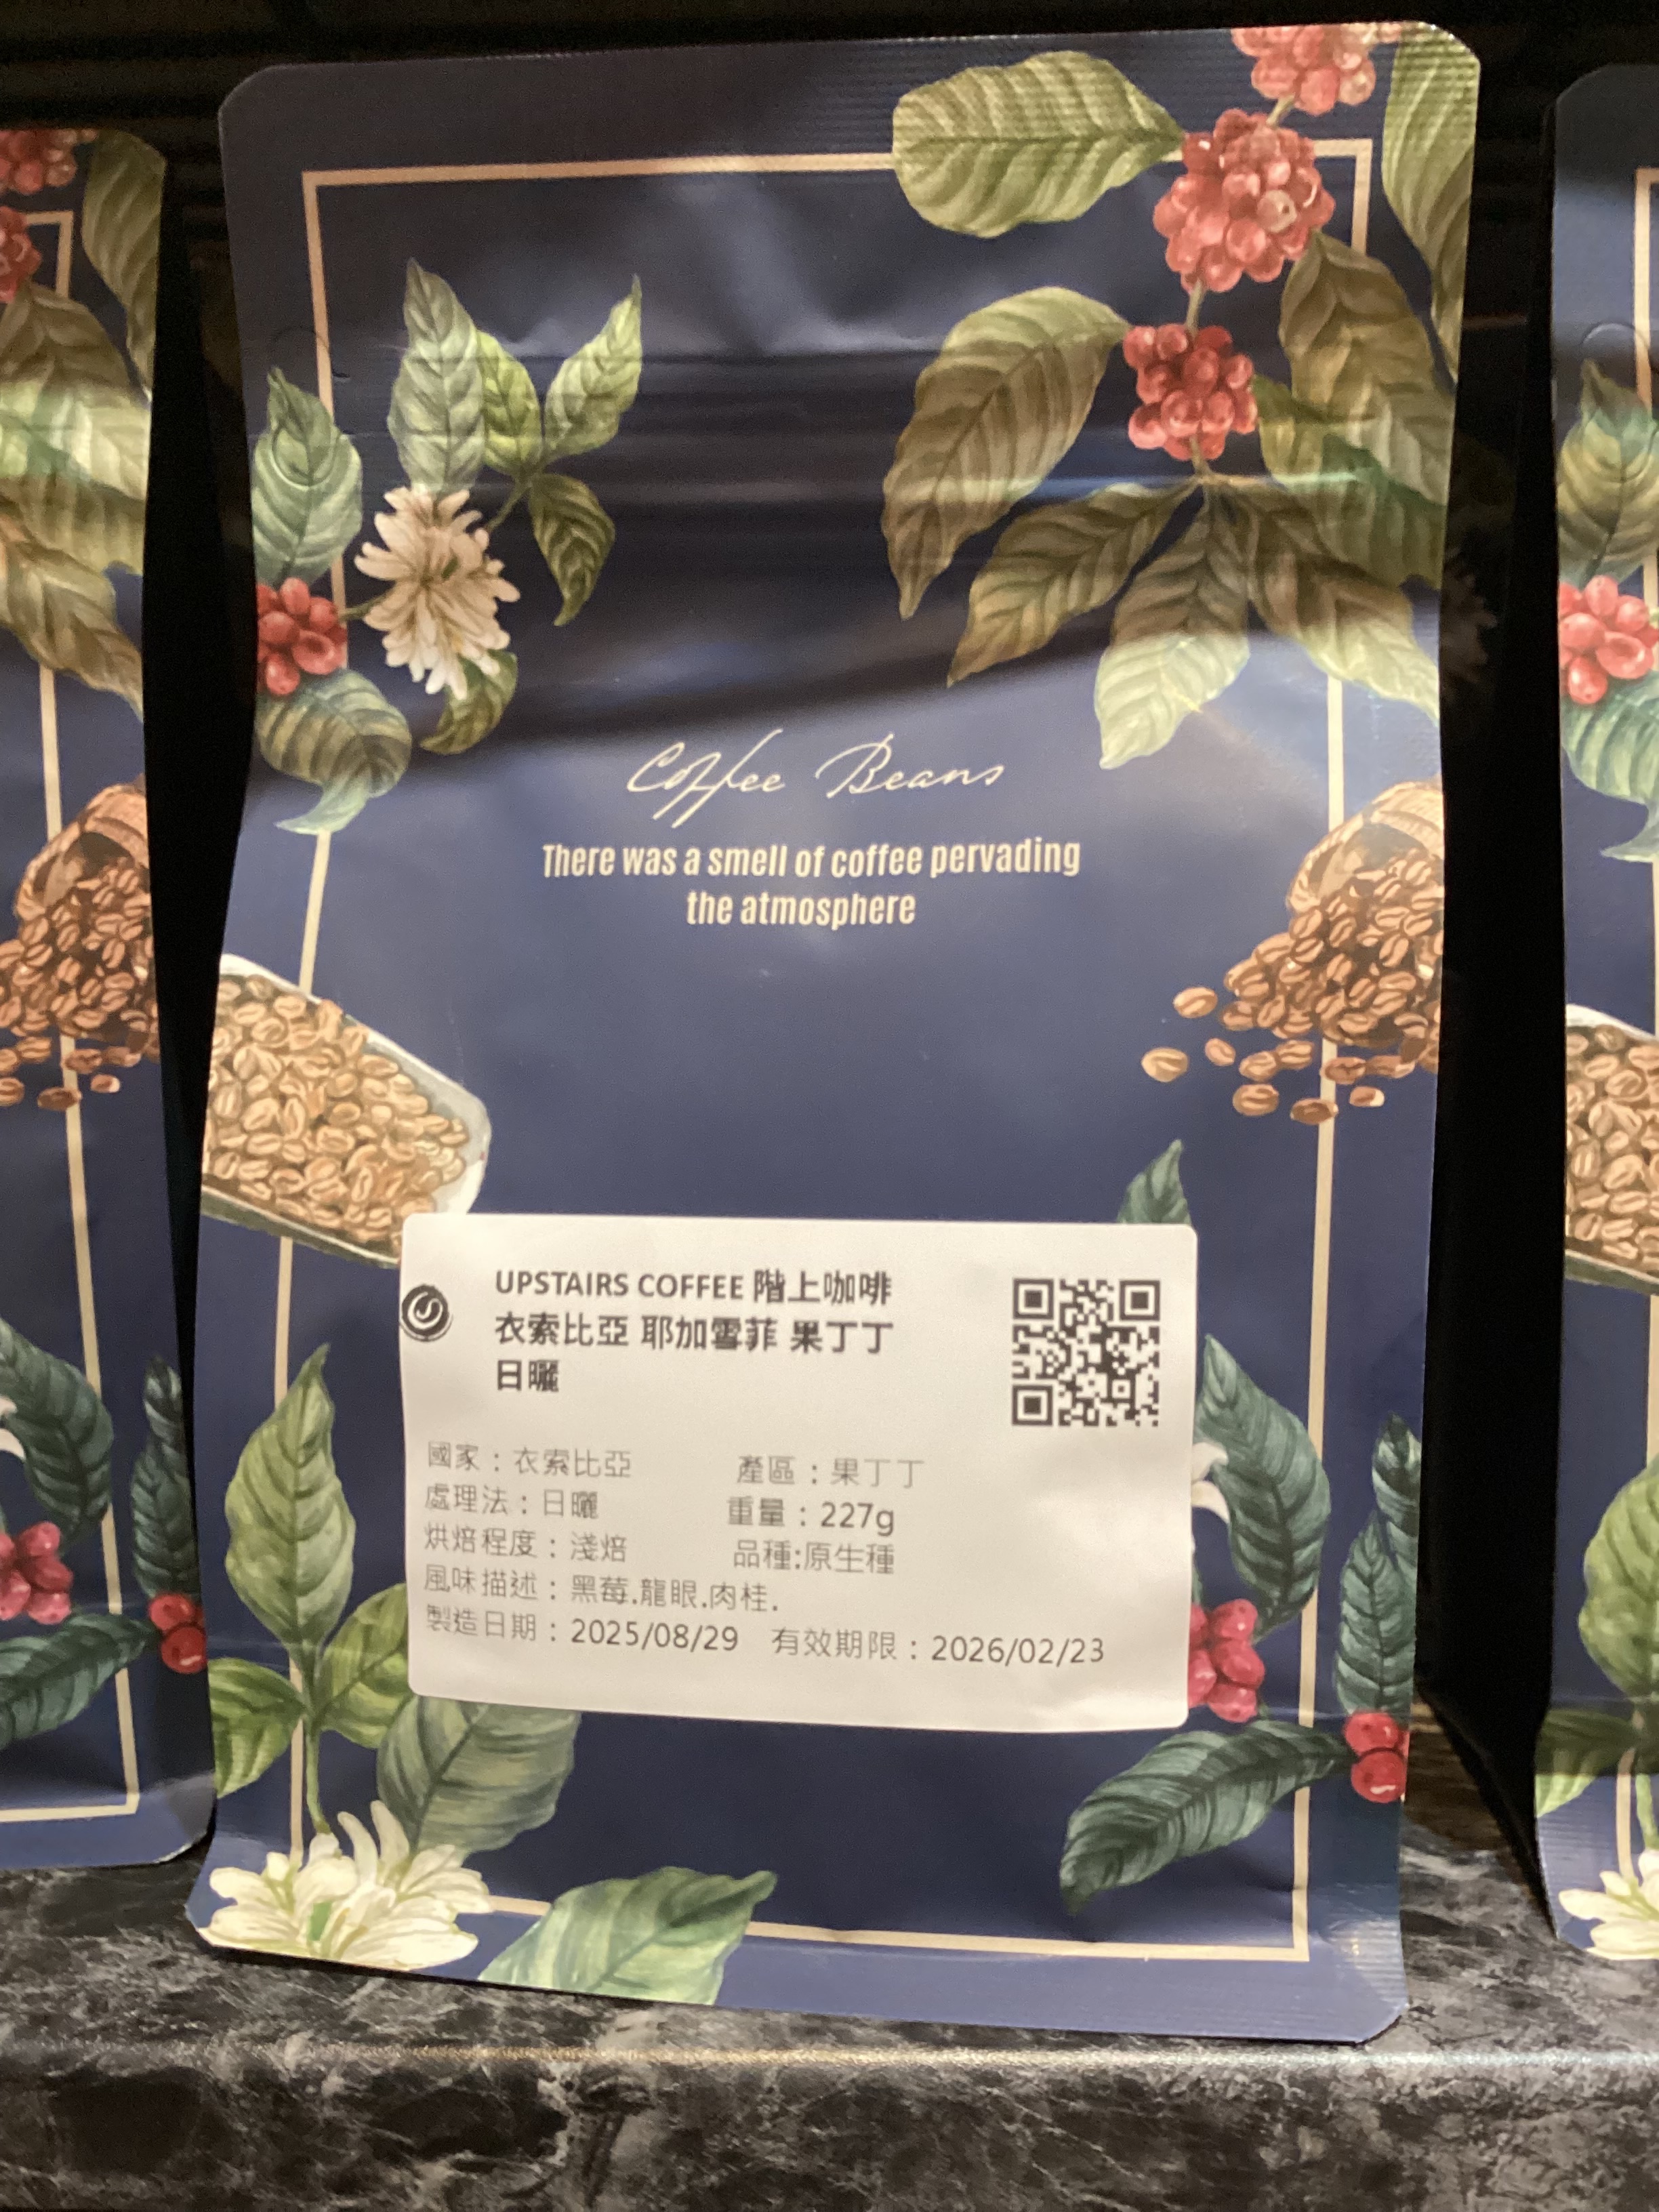 Coffee Beans
There was a smell of coffee pervading
the atmosphere
UPSTAIRS COFFEE 階上咖啡
衣索比亞 耶加雪菲 果丁丁
日曬
國家：衣索比亞 產區：果丁丁
處理法：日曬 重量：227g
烘焙程度：淺焙 品種:原生種
風味描述：黑莓.龍眼.肉桂.
製造日期：2025/08/29 有效期限：2026/02/23